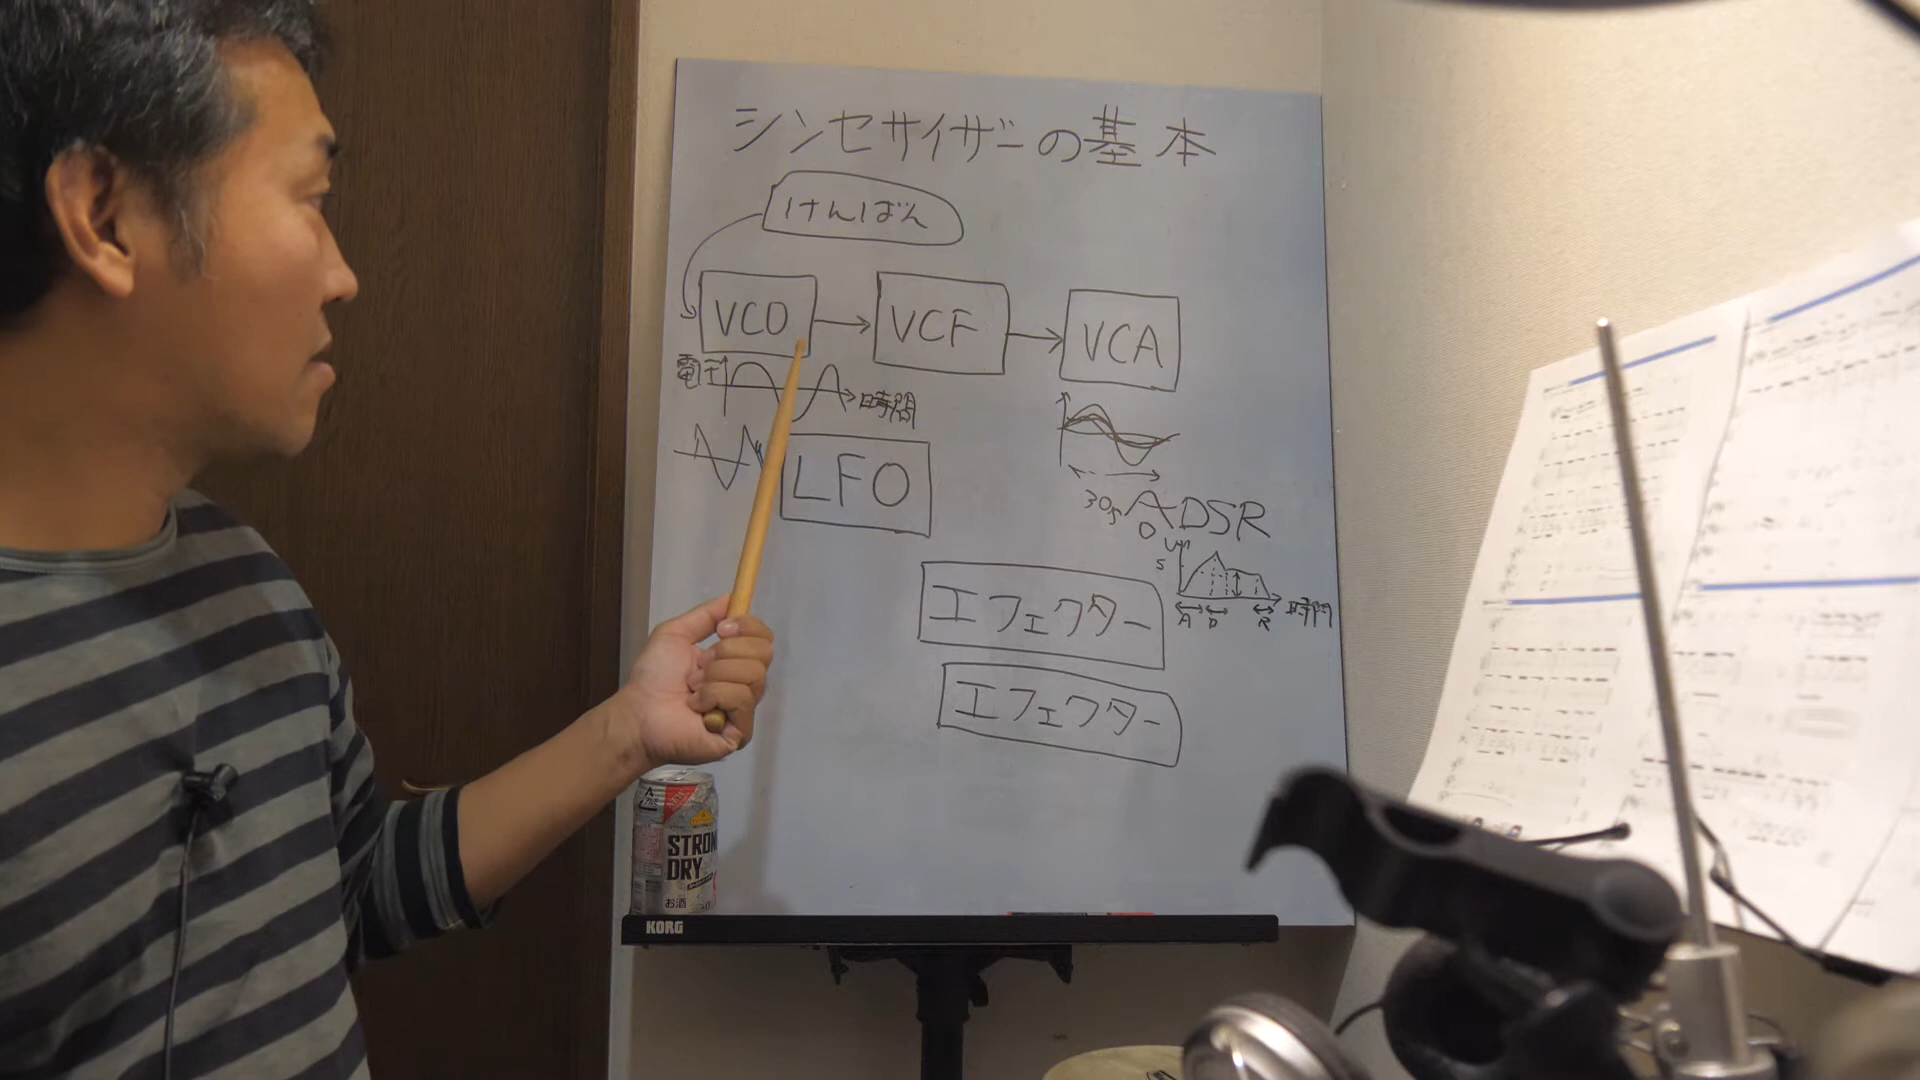 シンセサイザーの基本
けんばん
VCO
VCF
VCA
電圧
時間
LFO
ADSR
エフェクター
時間
A
D
R
エフェクター
STRONG
DRY
お酒
KORG